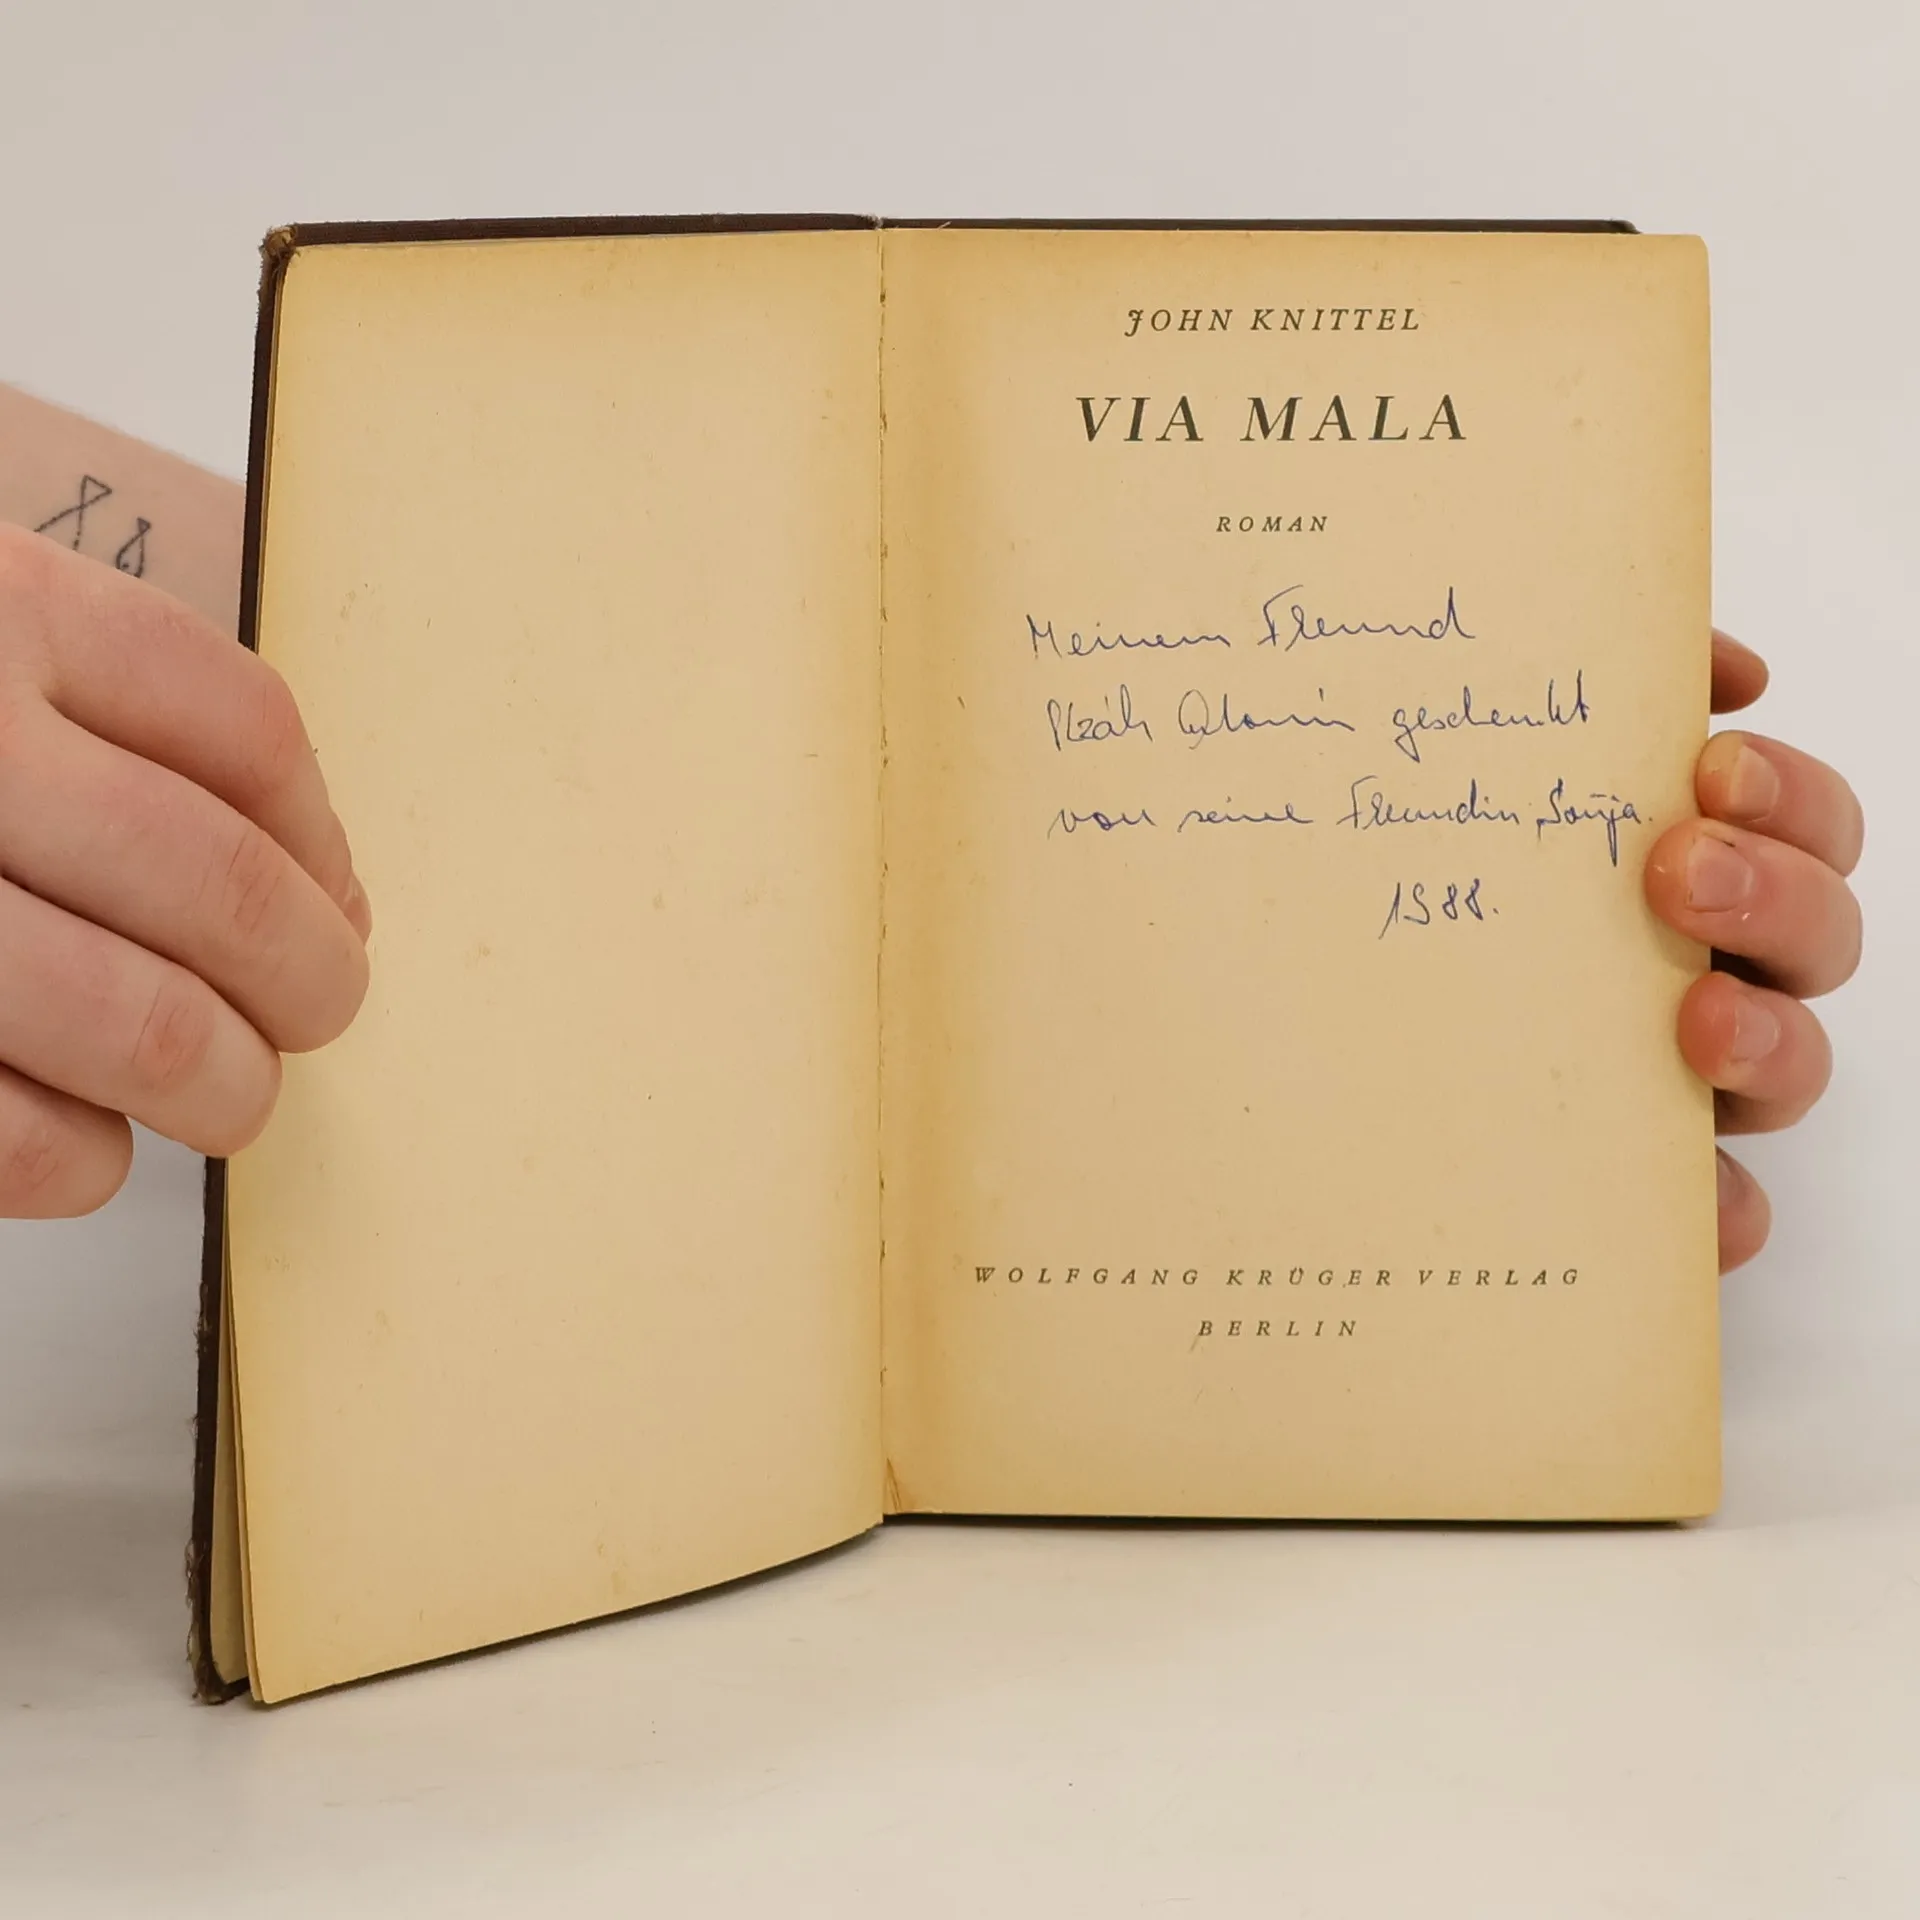 JOHN KNITTEL
VIA MALA
ROMAN
Meinem Freund
geschenkt
von seine Freundin Sonja.
1988.
WOLFGANG KRÜGER VERLAG
BERLIN